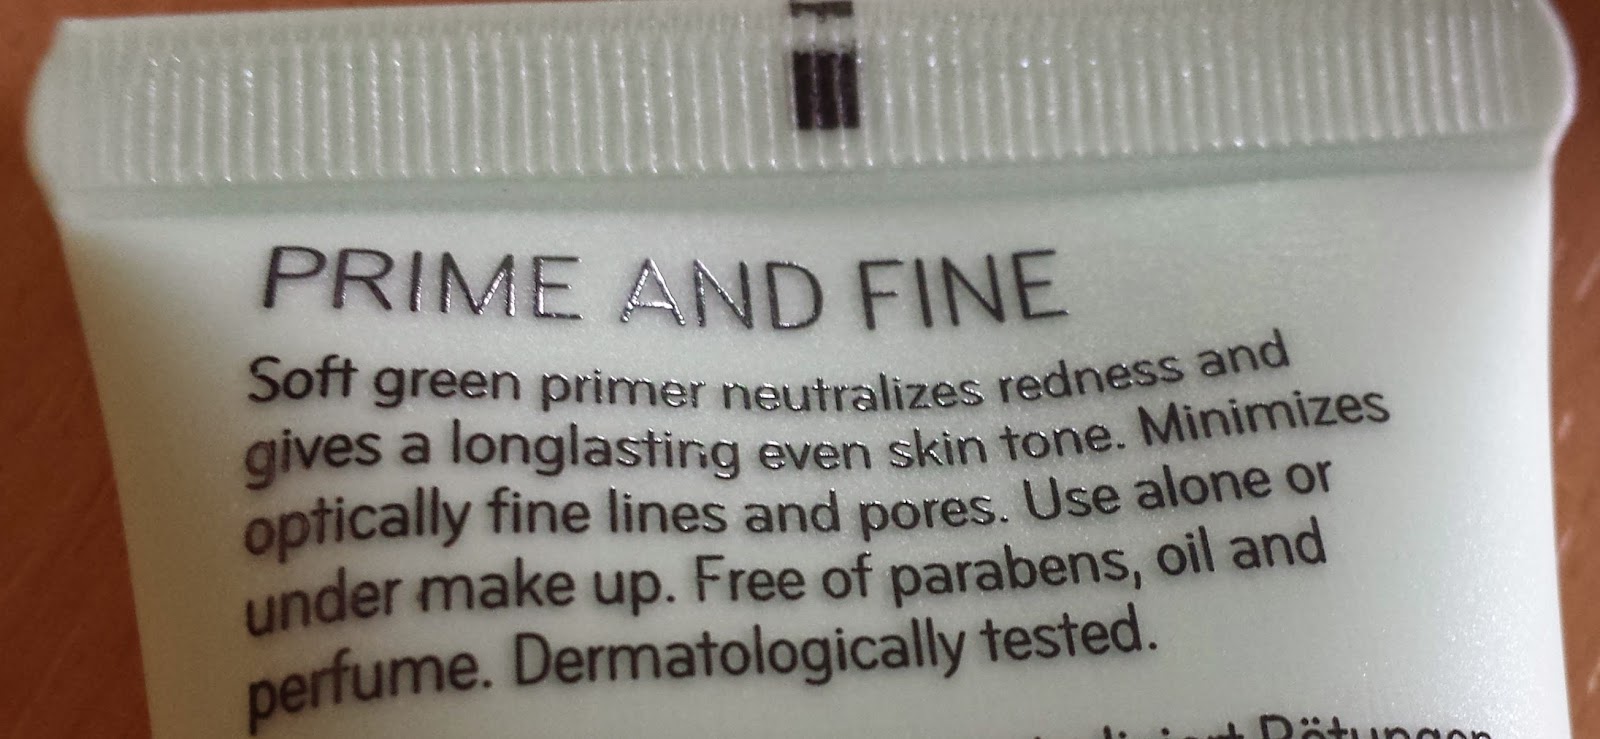 PRIME AND FINE
Soft green primer neutralizes redness and
gives a longlasting even skin tone. Minimizes
optically fine lines and pores. Use alone or
under make up. Free of parabens, oil and
perfume. Dermatologically tested.
Rötungen